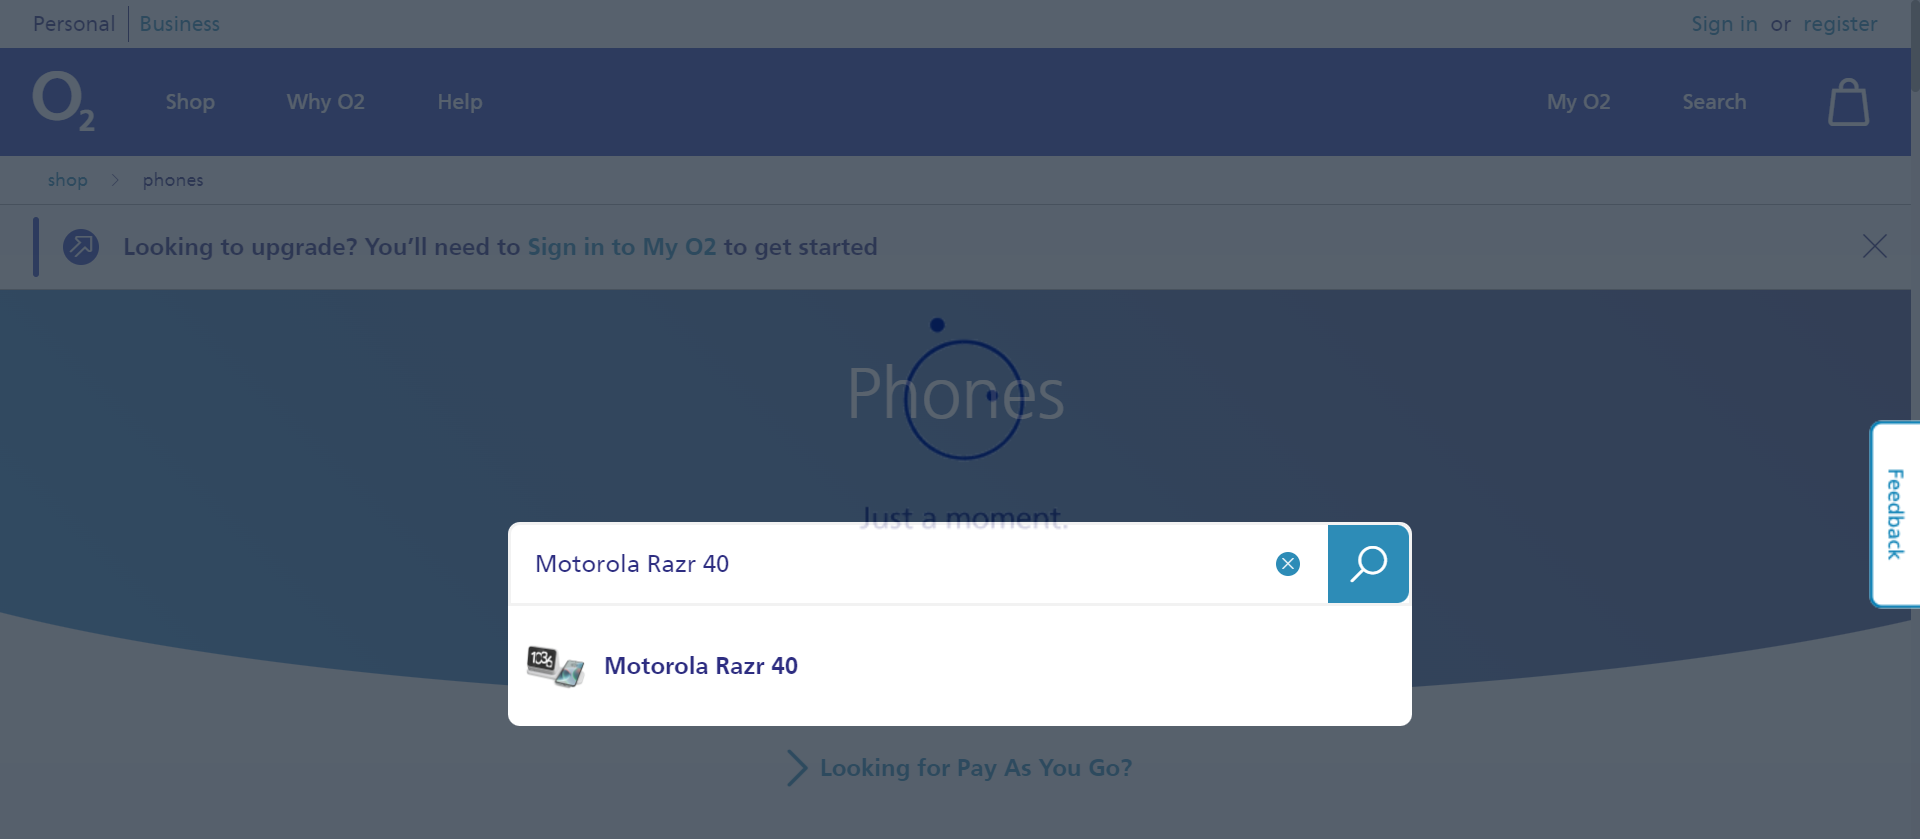 Personal
Business
Sign in or register
O2
Shop
Why O2
Help
My O2
Search
shop
phones
Looking to upgrade? You’ll need to Sign in to My O2 to get started
Phones
Just a moment.
Motorola Razr 40
Motorola Razr 40
Looking for Pay As You Go?
Feedback